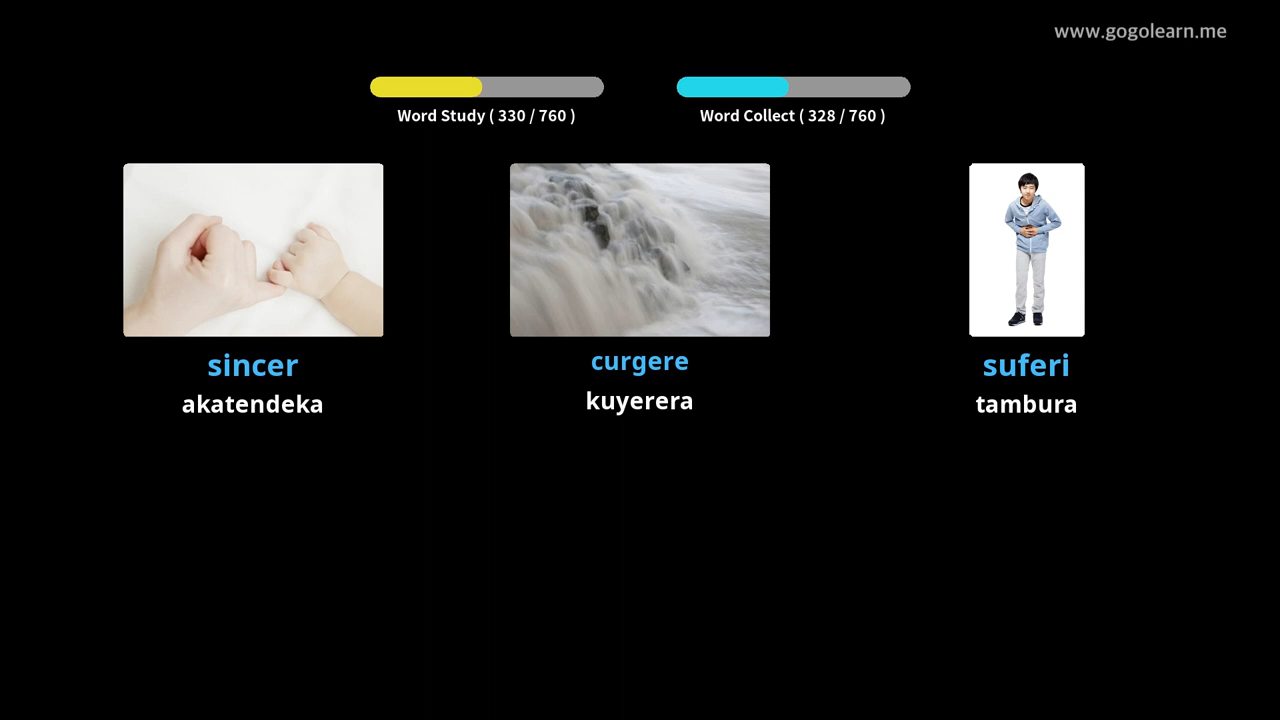 www.gogolearn.me
Word Study ( 330 / 760 )
Word Collect ( 328 / 760 )
sincer
akatendeka
curgere
kuyerera
suferi
tambura